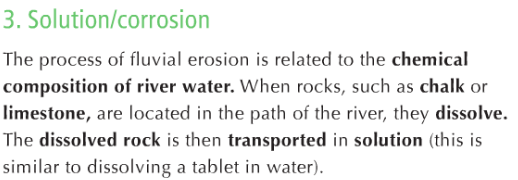 3. Solution/corrosion
The process of fluvial erosion is related to the chemical
composition of river water. When rocks, such as chalk or
limestone, are located in the path of the river, they dissolve.
The dissolved rock is then transported in solution (this is
similar to dissolving a tablet in water).